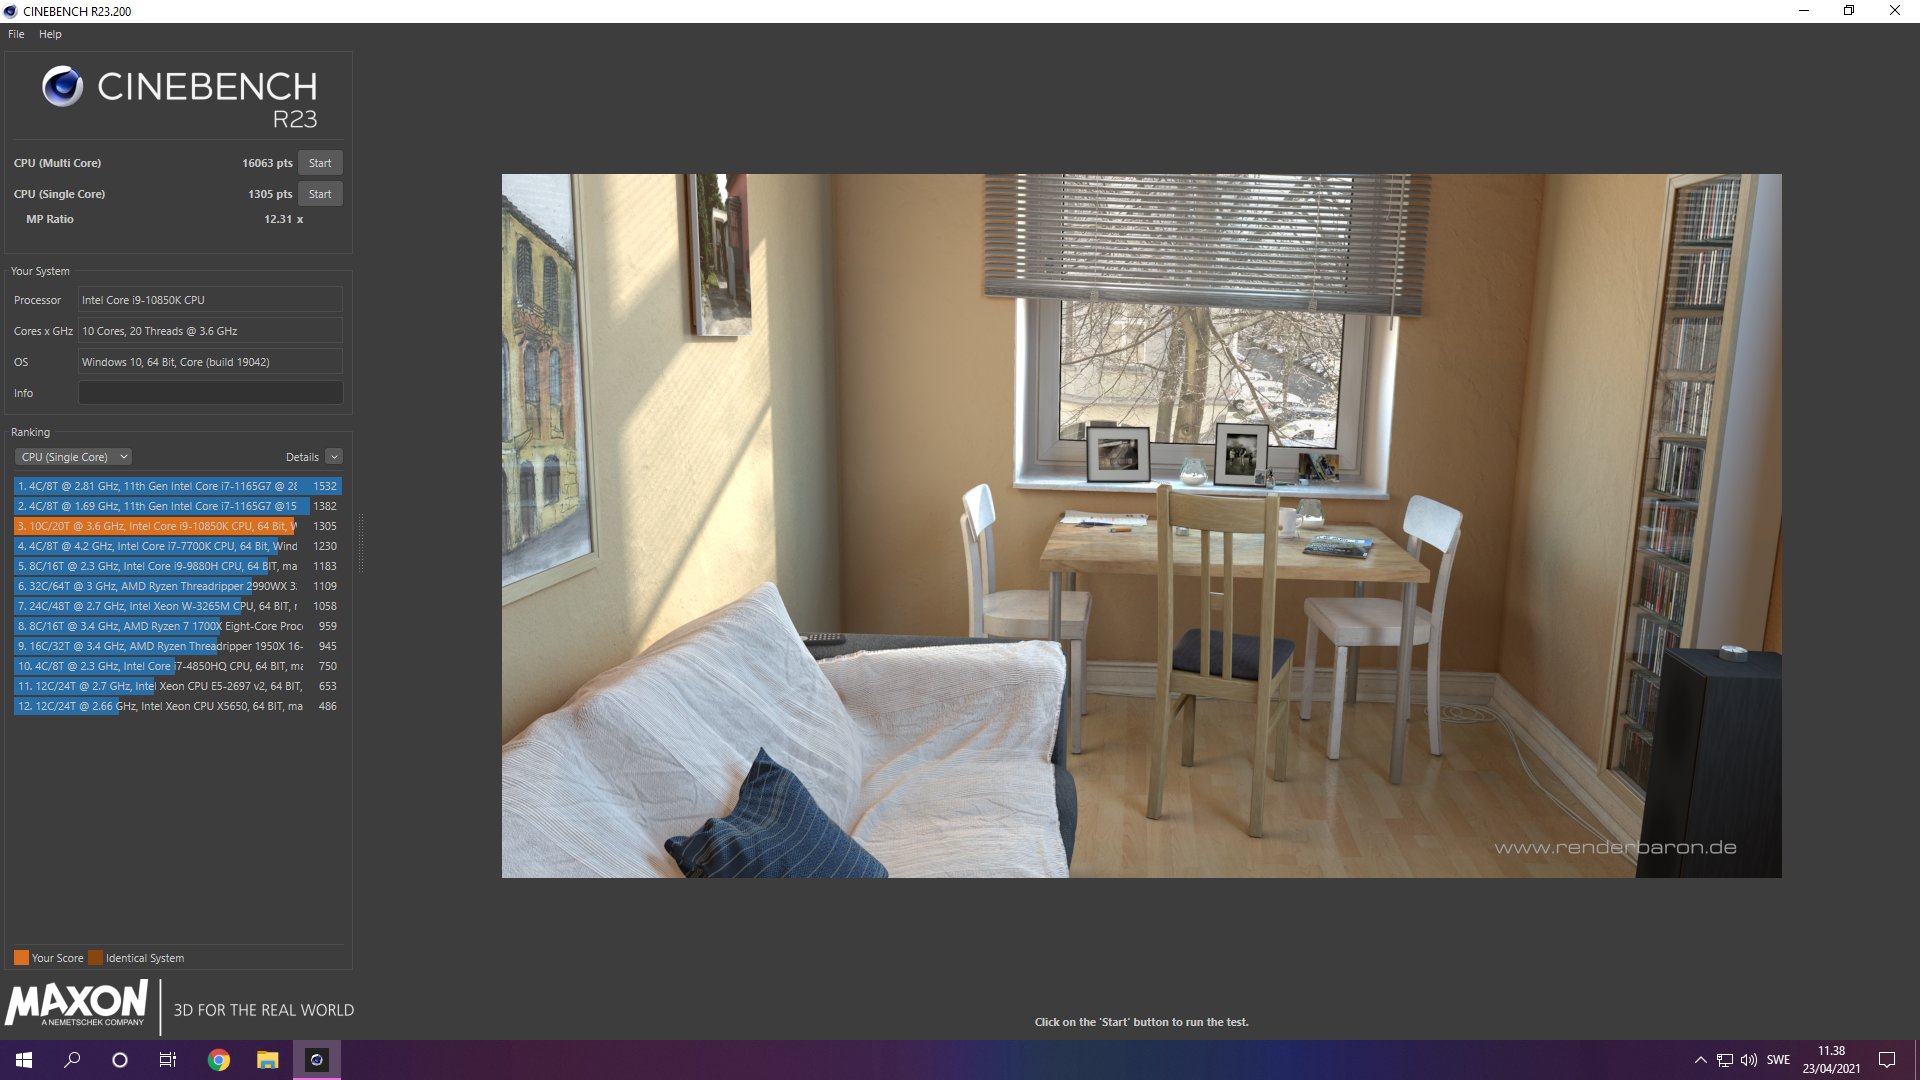 CINEBENCH R23.200
File Help
CINEBENCH
R23
CPU (Multi Core) 16063 pts Start
CPU (Single Core) 1305 pts Start
MP Ratio 12.31 x
Your System
Processor Intel Core i9-10850K CPU
Cores x GHz 10 Cores, 20 Threads @ 3.6 GHz
OS Windows 10, 64 Bit, Core (build 19042)
Info
Ranking
CPU (Single Core) Details
1. 4C/8T @ 2.81 GHz, 11th Gen Intel Core i7-1165G7 @ 28 1532
2. 4C/8T @ 1.69 GHz, 11th Gen Intel Core i7-1165G7 @15 1382
3. 10C/20T @ 3.6 GHz, Intel Core i9-10850K CPU, 64 Bit, W 1305
4. 4C/8T @ 4.2 GHz, Intel Core i7-7700K CPU, 64 Bit, Wind 1230
5. 8C/16T @ 2.3 GHz, Intel Core i9-9880H CPU, 64 BIT, ma 1183
6. 32C/64T @ 3 GHz, AMD Ryzen Threadripper 2990WX 3: 1109
7. 24C/48T @ 2.7 GHz, Intel Xeon W-3265M CPU, 64 BIT, r 1058
8. 8C/16T @ 3.4 GHz, AMD Ryzen 7 1700X Eight-Core Proc 959
9. 16C/32T @ 3.4 GHz, AMD Ryzen Threadripper 1950X 16- 945
10. 4C/8T @ 2.3 GHz, Intel Core i7-4850HQ CPU, 64 BIT, ma 750
11. 12C/24T @ 2.7 GHz, Intel Xeon CPU E5-2697 v2, 64 BIT, 653
12. 12C/24T @ 2.66 GHz, Intel Xeon CPU X5650, 64 BIT, ma 486
Your Score Identical System
MAXON
A NEMETSCHEK COMPANY
3D FOR THE REAL WORLD
www.renderbaron.de
Click on the 'Start' button to run the test.
SWE
11.38
23/04/2021